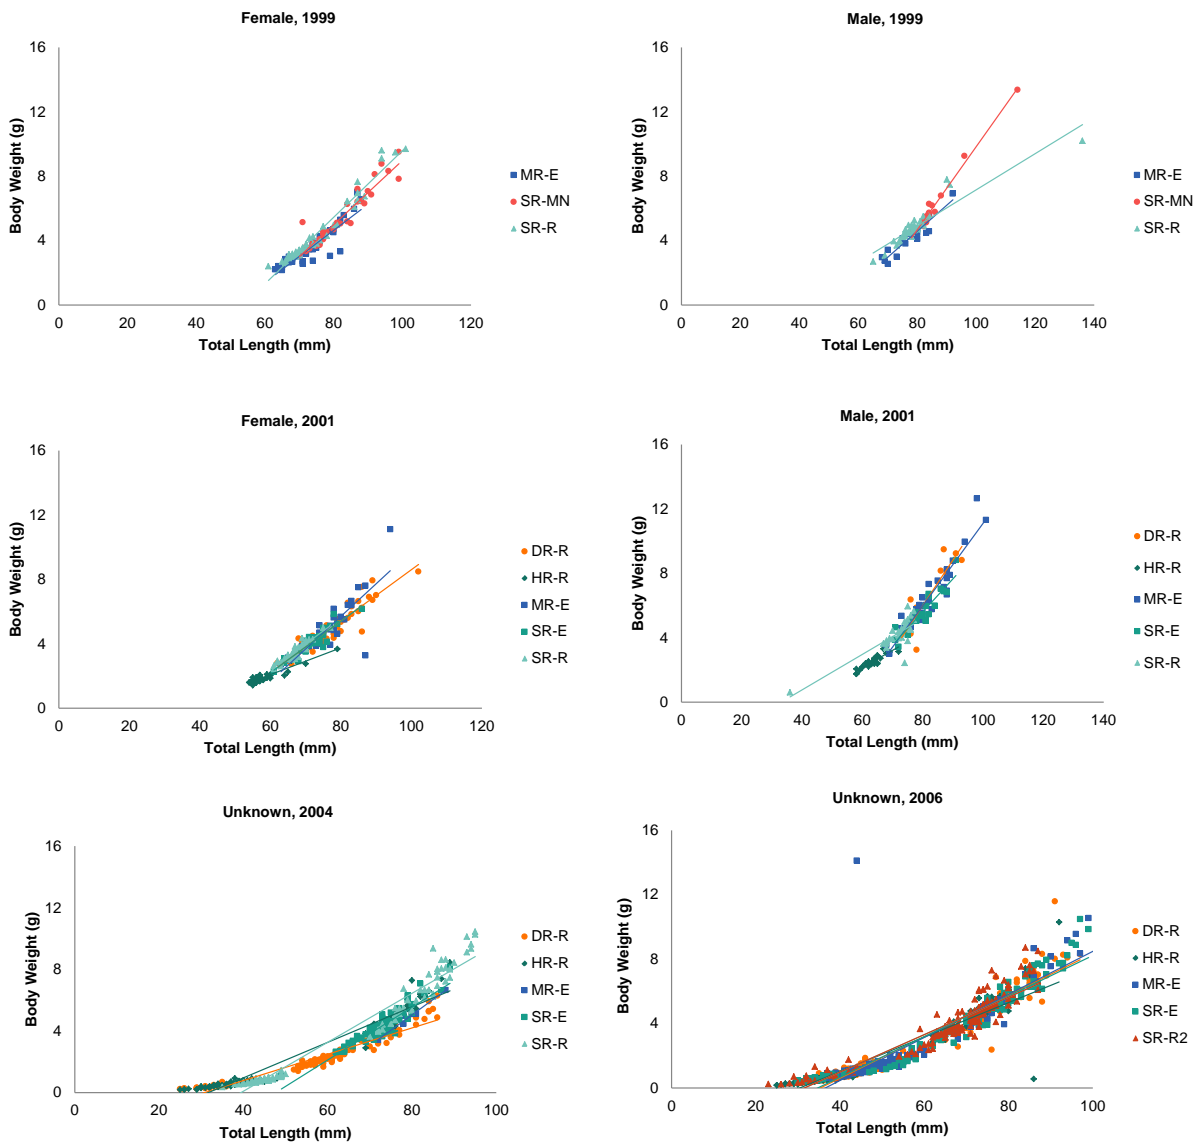 Female, 1999
16
12
8
4
0
0 20 40 60 80 100 120
Body Weight (g)
Total Length (mm)
MR-E
SR-MN
SR-R
Male, 1999
16
12
8
4
0
0 20 40 60 80 100 120 140
Body Weight (g)
Total Length (mm)
MR-E
SR-MN
SR-R
Female, 2001
16
12
8
4
0
0 20 40 60 80 100 120
Body Weight (g)
Total Length (mm)
DR-R
HR-R
MR-E
SR-E
SR-R
Male, 2001
16
12
8
4
0
0 20 40 60 80 100 120 140
Body Weight (g)
Total Length (mm)
DR-R
HR-R
MR-E
SR-E
SR-R
Unknown, 2004
16
12
8
4
0
0 20 40 60 80 100
Body Weight (g)
Total Length (mm)
DR-R
HR-R
MR-E
SR-E
SR-R
Unknown, 2006
16
12
8
4
0
0 20 40 60 80 100
Body Weight (g)
Total Length (mm)
DR-R
HR-R
MR-E
SR-E
SR-R2